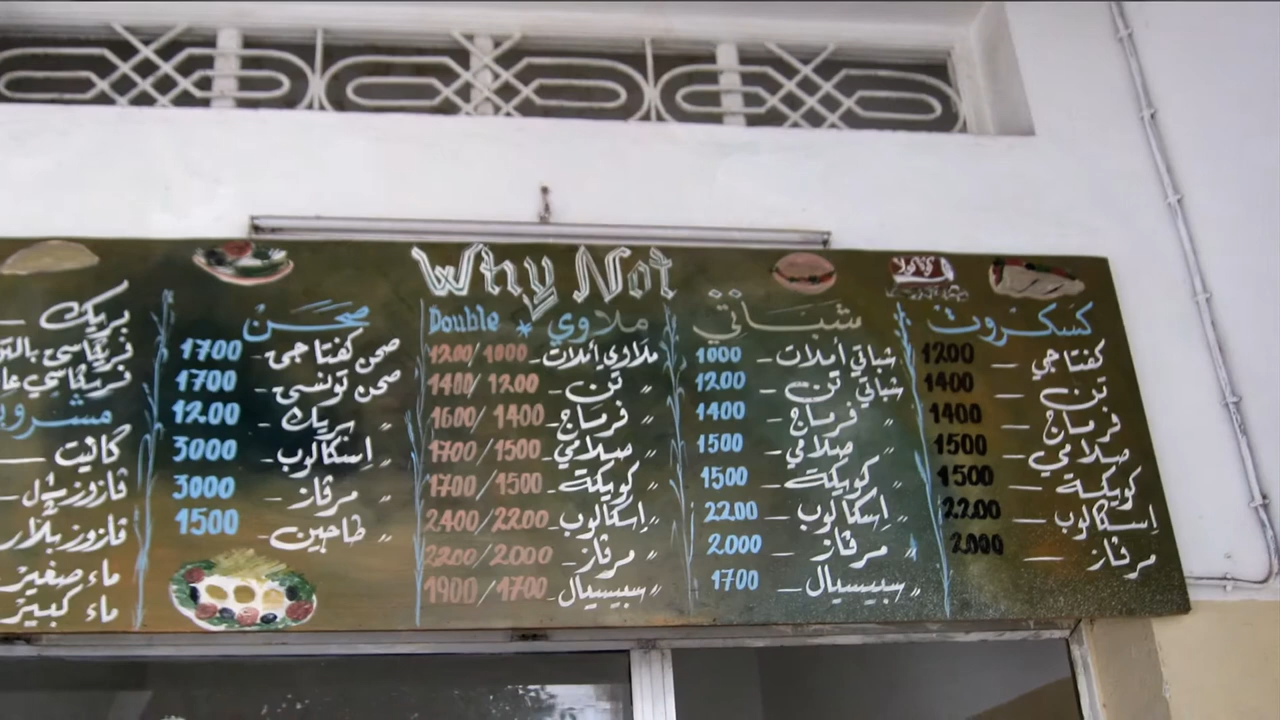 Why Not
كسكروت
كفتاجي — 1200
تن — 1400
فرماج — 1400
صلامي — 1500
كويكة — 1500
إسكالوب — 2200
مرقاز — 2000
شباتي
شباتي أملات — 1000
شباتي تن — 1200
〃 فرماج — 1400
〃 صلامي — 1500
〃 كويكة — 1500
〃 إسكالوب — 2200
〃 مرقاز — 2000
〃 سبيسيال — 1700
ملاوي * Double
ملاوي أملات — 1200/1000
〃 تن — 1400/1200
〃 فرماج — 1600/1400
〃 صلامي — 1700/1500
〃 كويكة — 1700/1500
〃 إسكالوب — 2400/2200
〃 مرقاز — 2200/2000
〃 سبيسيال — 1900/1700
صحن
صحن كفتاجي — 1700
صحن تونسي — 1700
〃 بريك — 1200
〃 إسكالوب — 3000
〃 مرقاز — 3000
〃 طاجين — 1500
بريك —
فريكاسي
فريكاسي
ڤازوز
ڤازوز بلار
ماء صغير
ماء كبير